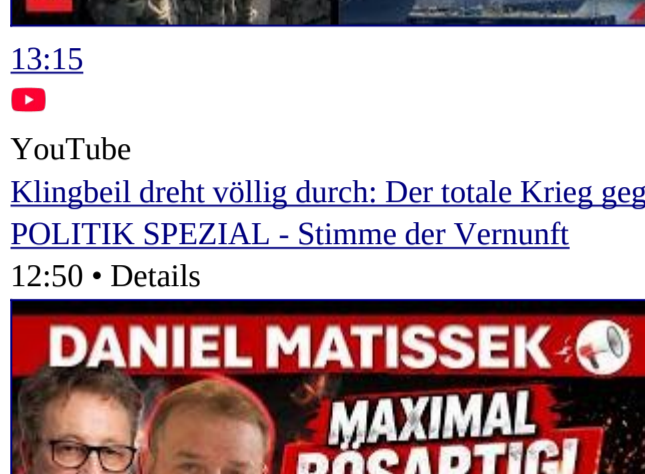 13:15
YouTube
Klingbeil dreht völlig durch: Der totale Krieg geg
POLITIK SPEZIAL - Stimme der Vernunft
12:50 • Details
DANIEL MATISSEK
MAXIMAL
BÖSARTIG!